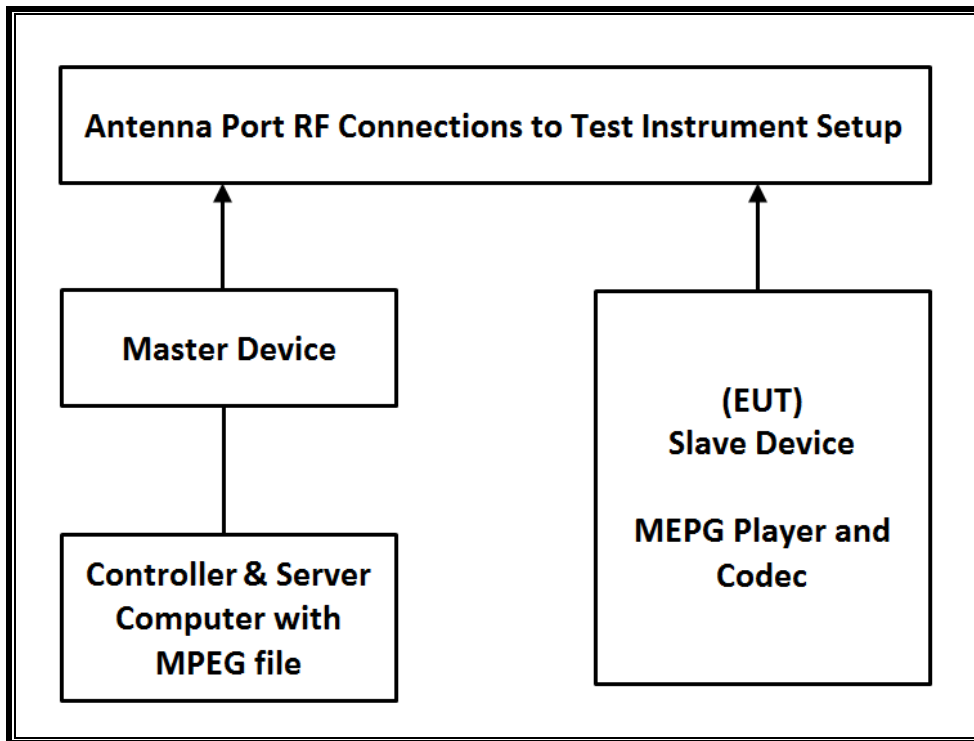 Antenna Port RF Connections to Test Instrument Setup
Master Device
Controller & Server
Computer with
MPEG file
(EUT)
Slave Device
MEPG Player and
Codec